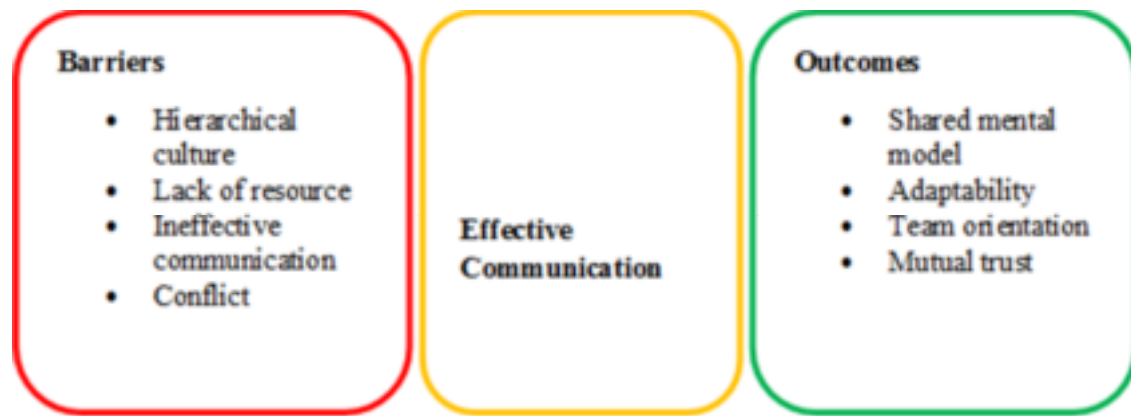 Barriers
• Hierarchical
culture
• Lack of resource
• Ineffective
communication
• Conflict
Effective
Communication
Outcomes
• Shared mental
model
• Adaptability
• Team orientation
• Mutual trust